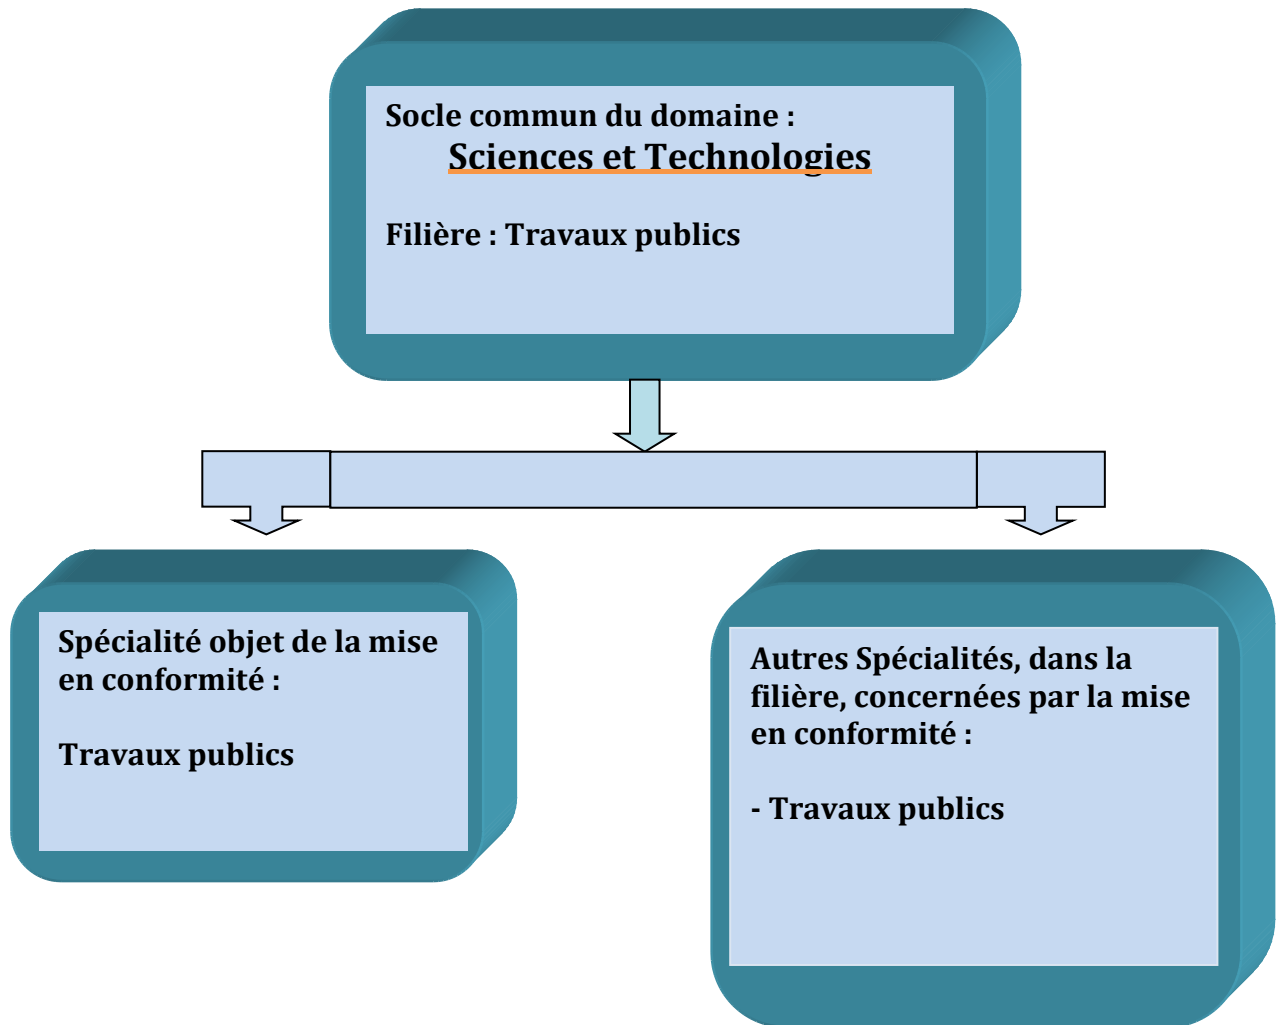 Socle commun du domaine :
Sciences et Technologies
Filière : Travaux publics
Spécialité objet de la mise
en conformité :
Travaux publics
Autres Spécialités, dans la
filière, concernées par la mise
en conformité :
- Travaux publics